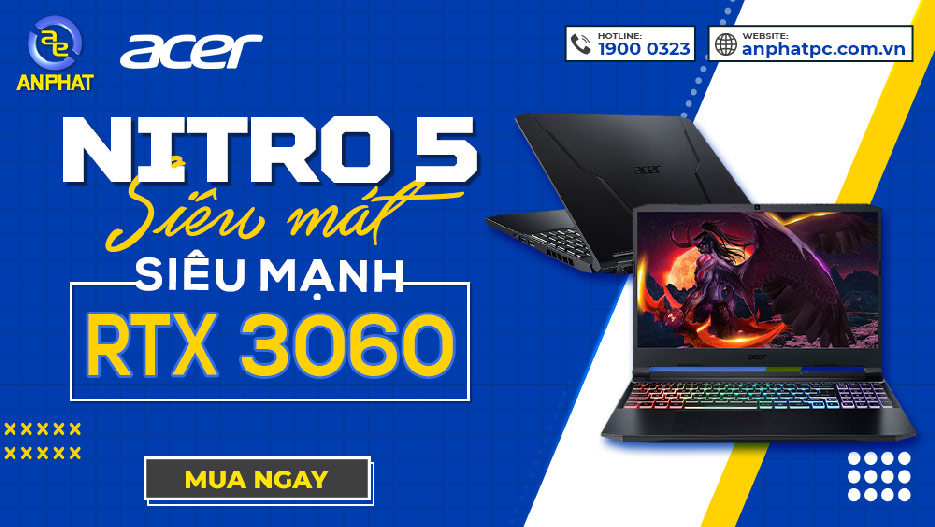 ae
ANPHAT
acer
HOTLINE:
1900 0323
WEBSITE:
anphatpc.com.vn
NITRO 5
Siêu mát
SIÊU MẠNH
RTX 3060
MUA NGAY
acer
acer